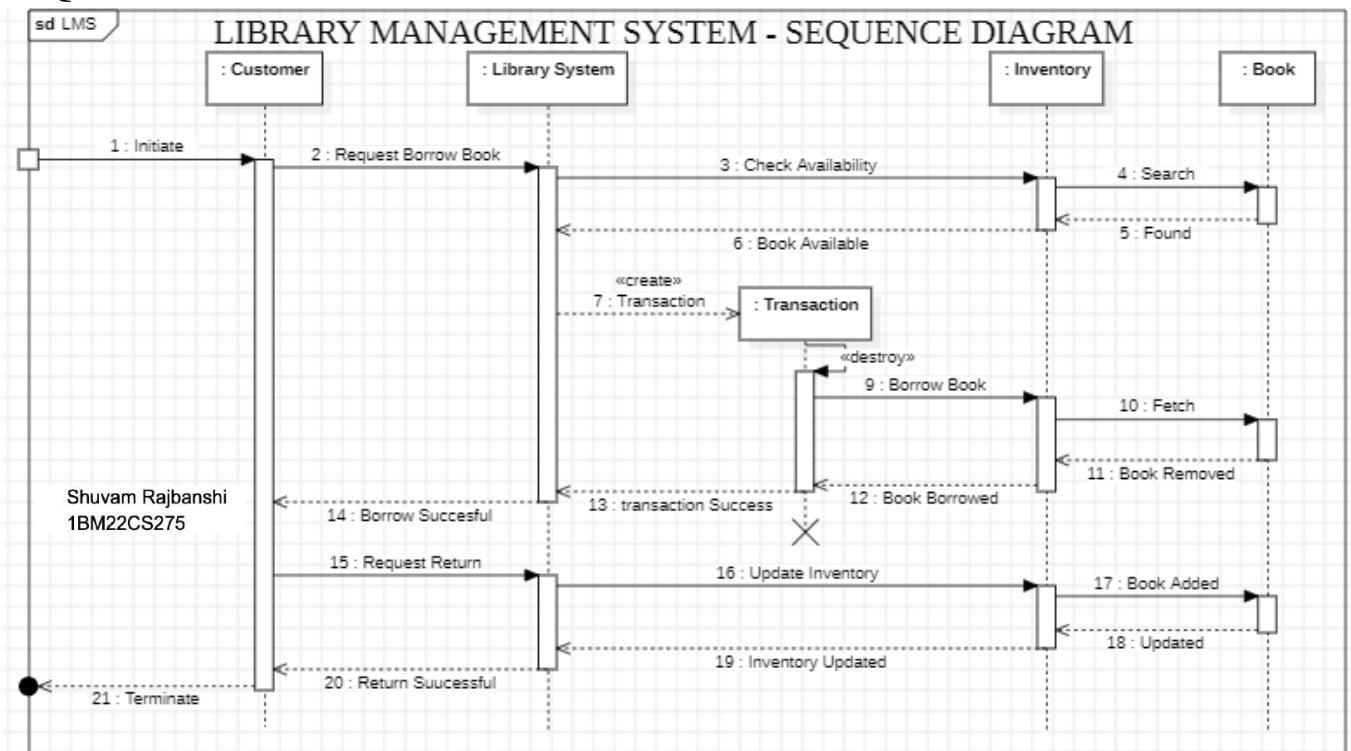 sd LMS
LIBRARY MANAGEMENT SYSTEM - SEQUENCE DIAGRAM
: Customer
: Library System
: Inventory
: Book
1 : Initiate
2 : Request Borrow Book
3 : Check Availability
4 : Search
5 : Found
6 : Book Available
«create»
7 : Transaction
: Transaction
«destroy»
9 : Borrow Book
10 : Fetch
11 : Book Removed
12 : Book Borrowed
13 : transaction Success
14 : Borrow Succesful
Shuvam Rajbanshi
1BM22CS275
15 : Request Return
16 : Update Inventory
17 : Book Added
18 : Updated
19 : Inventory Updated
20 : Return Suucessful
21 : Terminate